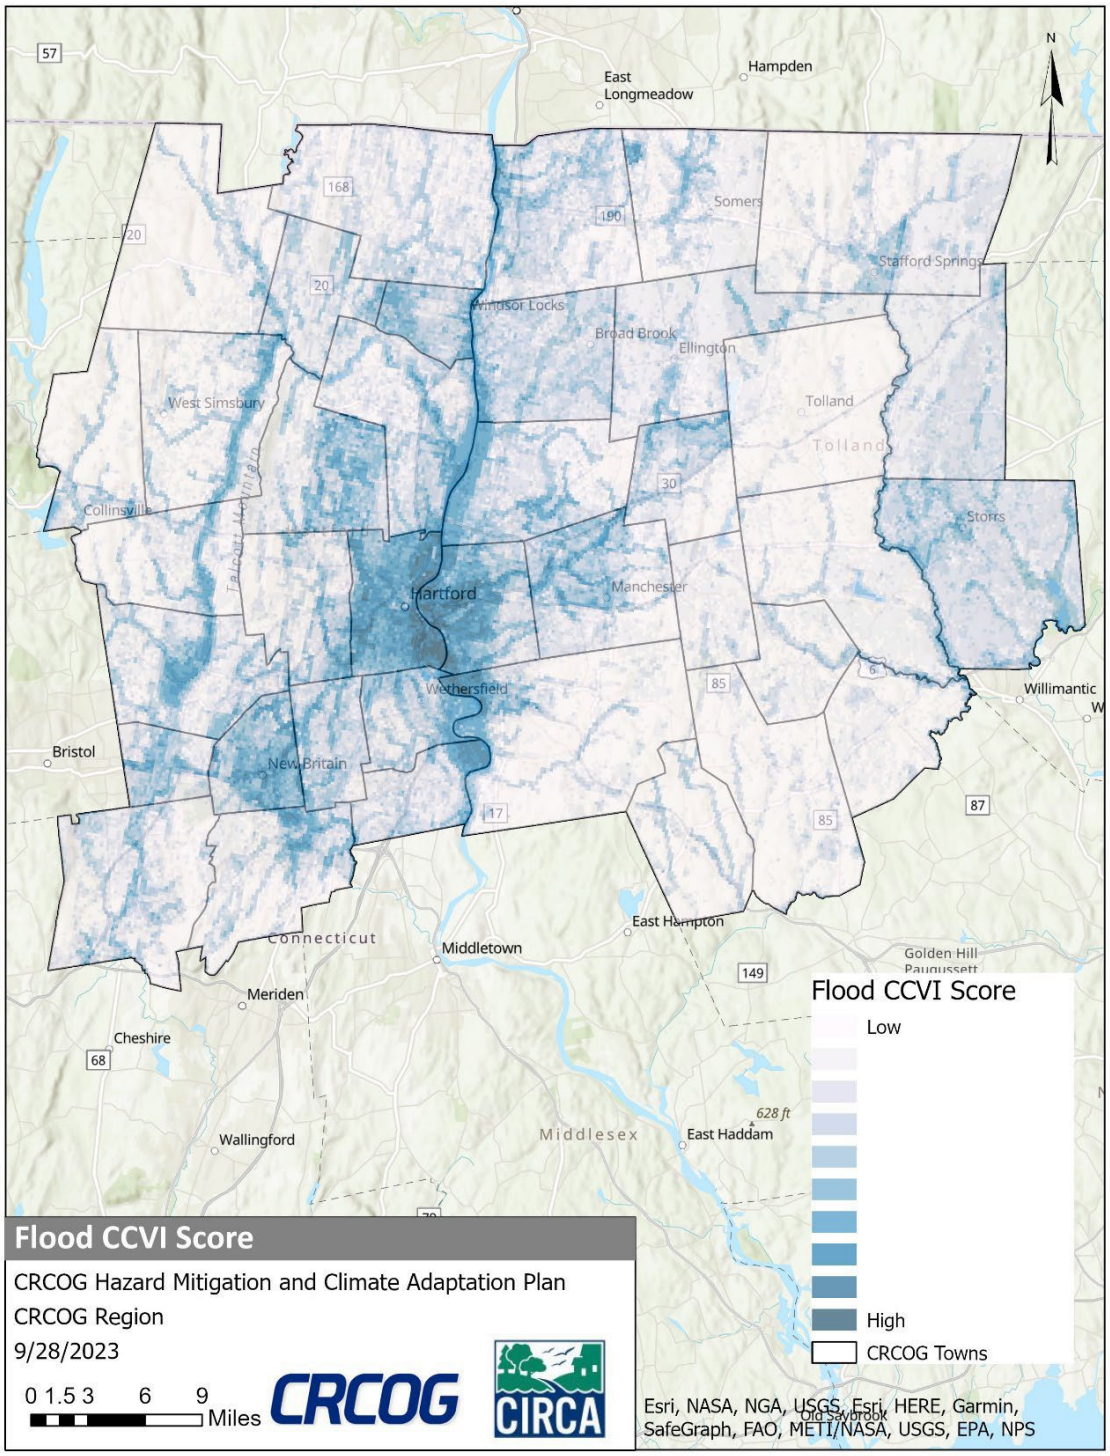 57
N
Hampden
East
Longmeadow
168
190
Somers
20
Stafford Springs
20
Windsor Locks
Broad Brook
Ellington
West Simsbury
Tolland
Tolland
Talcott Mountain
30
Collinsville
Storrs
Hartford
Manchester
Wethersfield
85
6
Willimantic
W
Bristol
New Britain
17
85
87
East Hampton
Connecticut
Middletown
Golden Hill
Paugussett
149
Meriden
Cheshire
68
628 ft
Middlesex
East Haddam
Wallingford
Flood CCVI Score
Low
High
CRCOG Towns
Flood CCVI Score
CRCOG Hazard Mitigation and Climate Adaptation Plan
CRCOG Region
9/28/2023
0 1.5 3 6 9
Miles
CRCOG
CIRCA
Old Saybrook
Esri, NASA, NGA, USGS, Esri, HERE, Garmin,
SafeGraph, FAO, METI/NASA, USGS, EPA, NPS